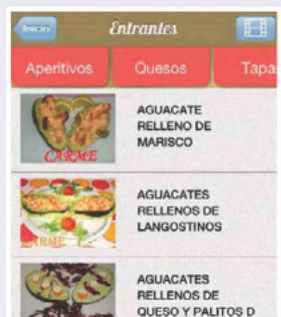 Inicio
Entrantes
Aperitivos Quesos Tapa
AGUACATE
RELLENO DE
MARISCO
CARME
AGUACATES
RELLENOS DE
LANGOSTINOS
CARME
AGUACATES
RELLENOS DE
QUESO Y PALITOS D